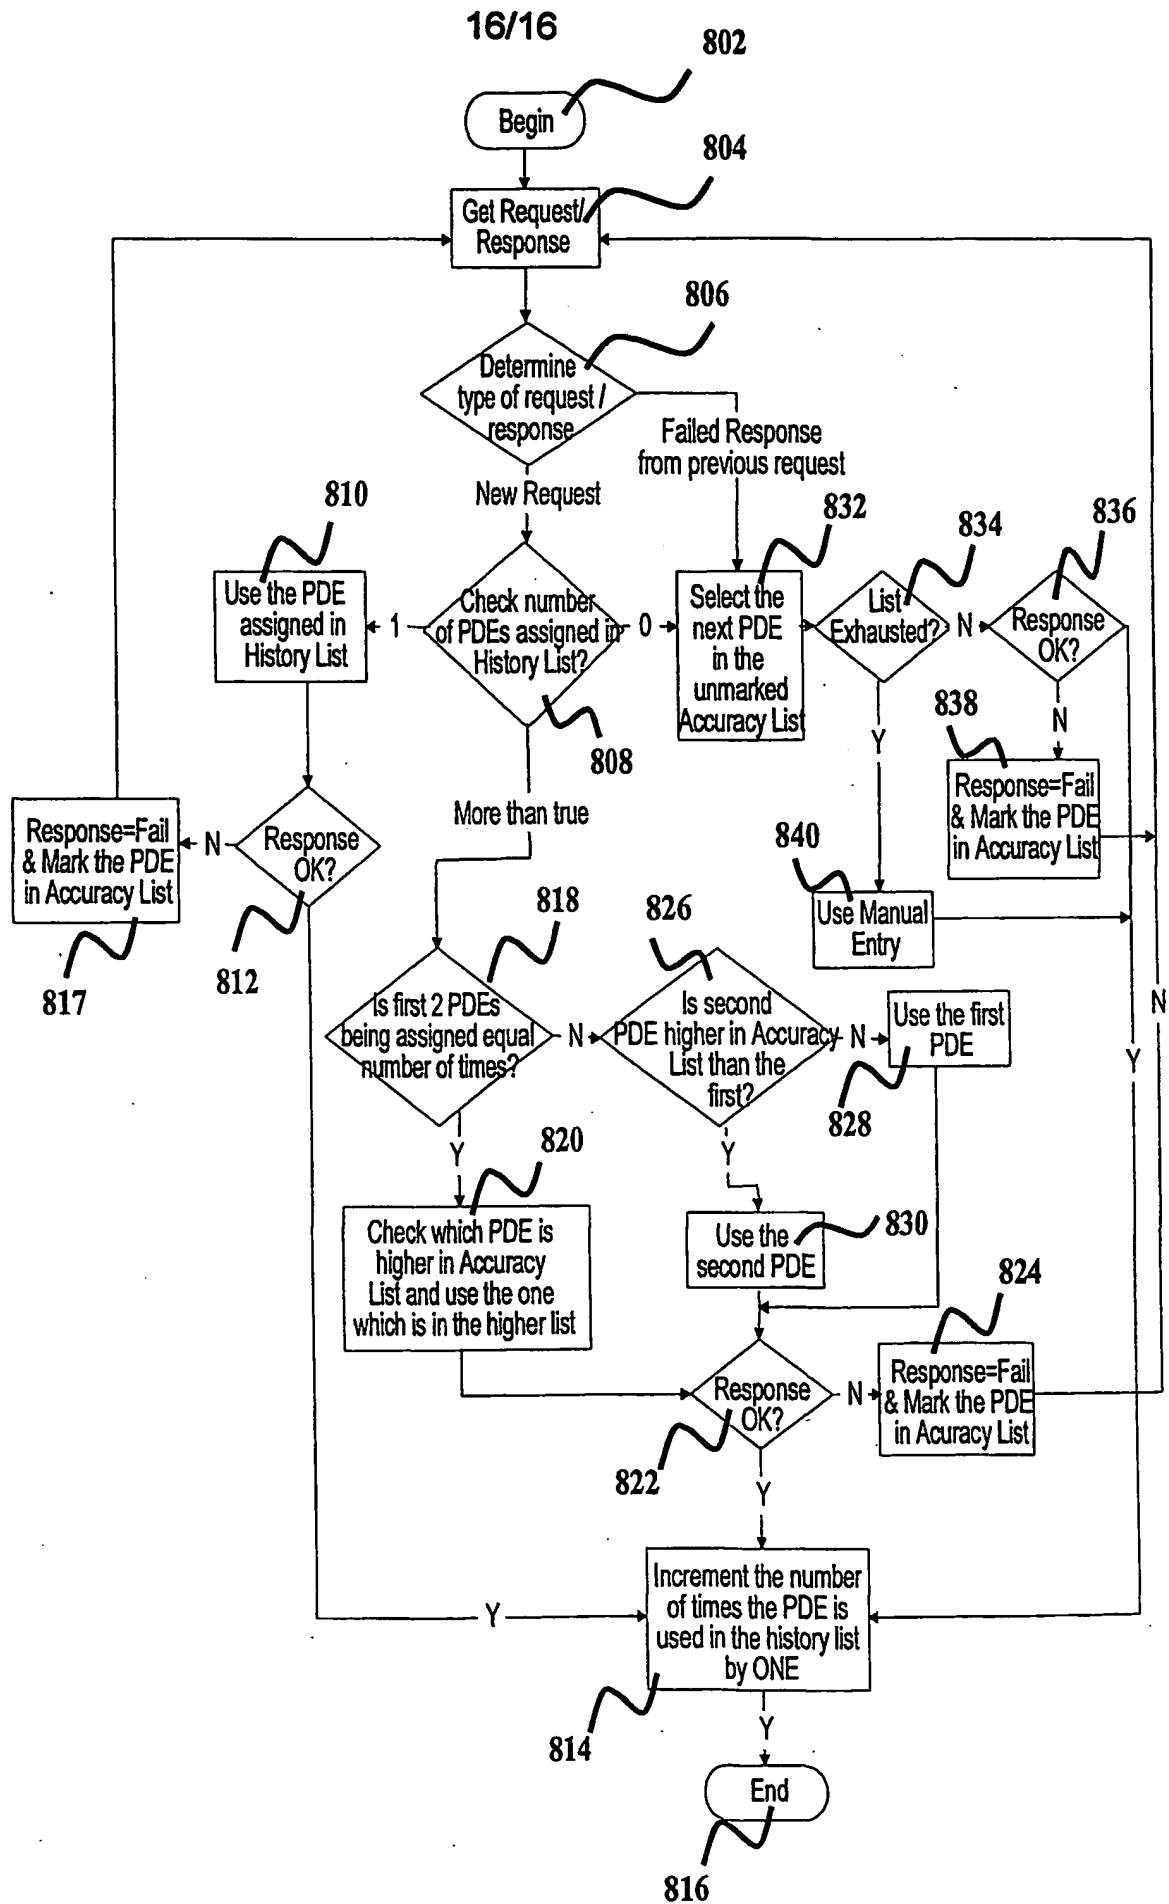 16/16
802
Begin
804
Get Request/
Response
806
Determine
type of request /
response
Failed Response
from previous request
New Request
810
832
834
836
Use the PDE
assigned in
History List
1
Check number
of PDEs assigned in
History List?
0
Select the
next PDE
in the
unmarked
Accuracy List
List
Exhausted?
N
Response
OK?
808
Y
838
N
More than true
Response=Fail
& Mark the PDE
in Accuracy List
N
Response
OK?
Response=Fail
& Mark the PDE
in Accuracy List
840
Use Manual
Entry
817
812
818
826
Is first 2 PDEs
being assigned equal
number of times?
N
Is second
PDE higher in Accuracy
List than the
first?
N
Use the first
PDE
N
Y
828
Y
Y
820
Check which PDE is
higher in Accuracy
List and use the one
which is in the higher list
Use the
second PDE
830
824
Response
OK?
N
Response=Fail
& Mark the PDE
in Acuracy List
822
Y
Increment the number
of times the PDE is
used in the history list
by ONE
Y
814
Y
End
816